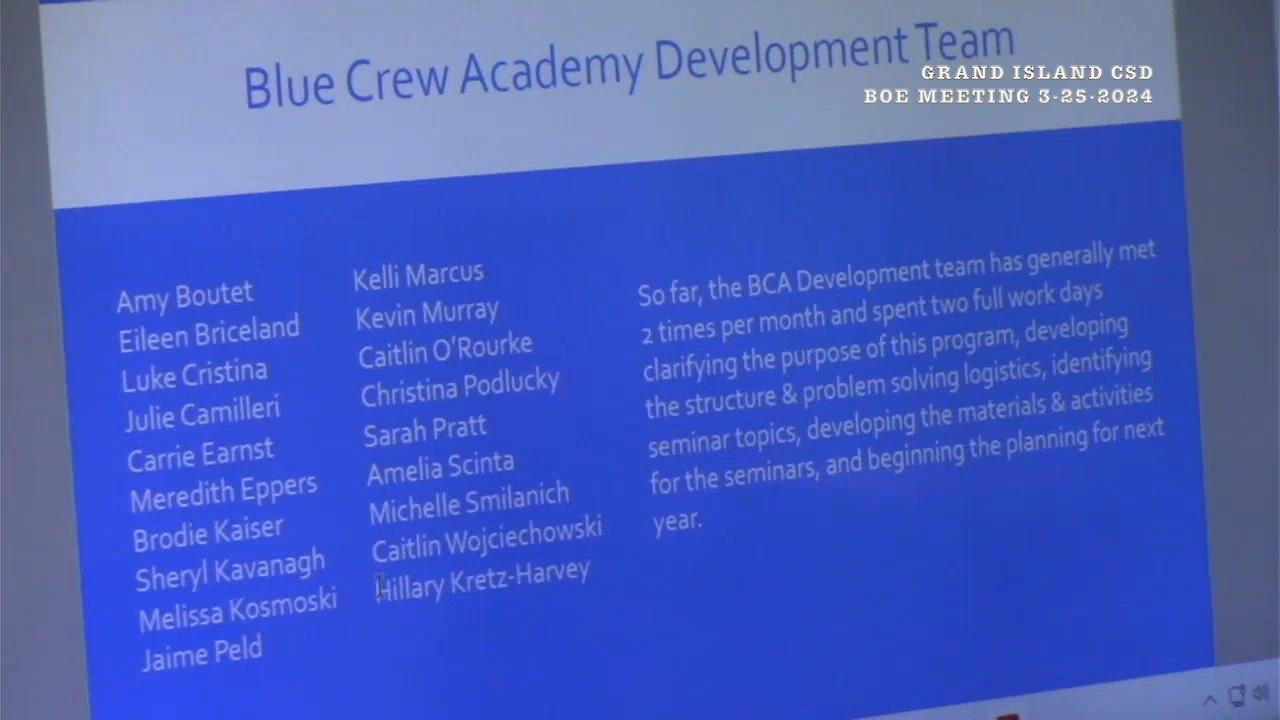 Blue Crew Academy Development Team
GRAND ISLAND CSD
BOE MEETING 3-25-2024
Amy Boutet
Eileen Briceland
Luke Cristina
Julie Camilleri
Carrie Earnst
Meredith Eppers
Brodie Kaiser
Sheryl Kavanagh
Melissa Kosmoski
Jaime Peld
Kelli Marcus
Kevin Murray
Caitlin O'Rourke
Christina Podlucky
Sarah Pratt
Amelia Scinta
Michelle Smilanich
Caitlin Wojciechowski
Hillary Kretz-Harvey
So far, the BCA Development team has generally met
2 times per month and spent two full work days
clarifying the purpose of this program, developing
the structure & problem solving logistics, identifying
seminar topics, developing the materials & activities
for the seminars, and beginning the planning for next
year.